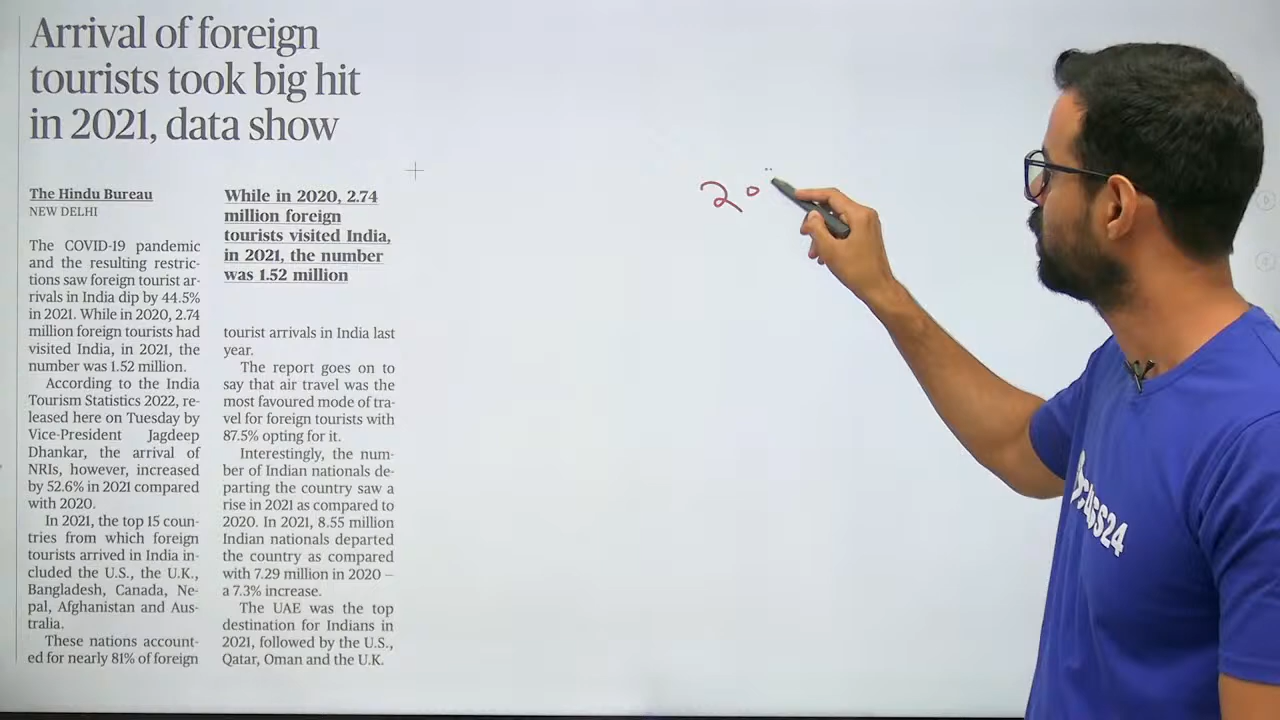 Arrival of foreign
tourists took big hit
in 2021, data show
The Hindu Bureau
NEW DELHI
The COVID-19 pandemic
and the resulting restric-
tions saw foreign tourist ar-
rivals in India dip by 44.5%
in 2021. While in 2020, 2.74
million foreign tourists had
visited India, in 2021, the
number was 1.52 million.
According to the India
Tourism Statistics 2022, re-
leased here on Tuesday by
Vice-President Jagdeep
Dhankar, the arrival of
NRIs, however, increased
by 52.6% in 2021 compared
with 2020.
In 2021, the top 15 coun-
tries from which foreign
tourists arrived in India in-
cluded the U.S., the U.K.,
Bangladesh, Canada, Ne-
pal, Afghanistan and Aus-
tralia.
These nations account-
ed for nearly 81% of foreign
While in 2020, 2.74
million foreign
tourists visited India,
in 2021, the number
was 1.52 million
tourist arrivals in India last
year.
The report goes on to
say that air travel was the
most favoured mode of tra-
vel for foreign tourists with
87.5% opting for it.
Interestingly, the num-
ber of Indian nationals de-
parting the country saw a
rise in 2021 as compared to
2020. In 2021, 8.55 million
Indian nationals departed
the country as compared
with 7.29 million in 2020 –
a 7.3% increase.
The UAE was the top
destination for Indians in
2021, followed by the U.S.,
Qatar, Oman and the U.K.
20